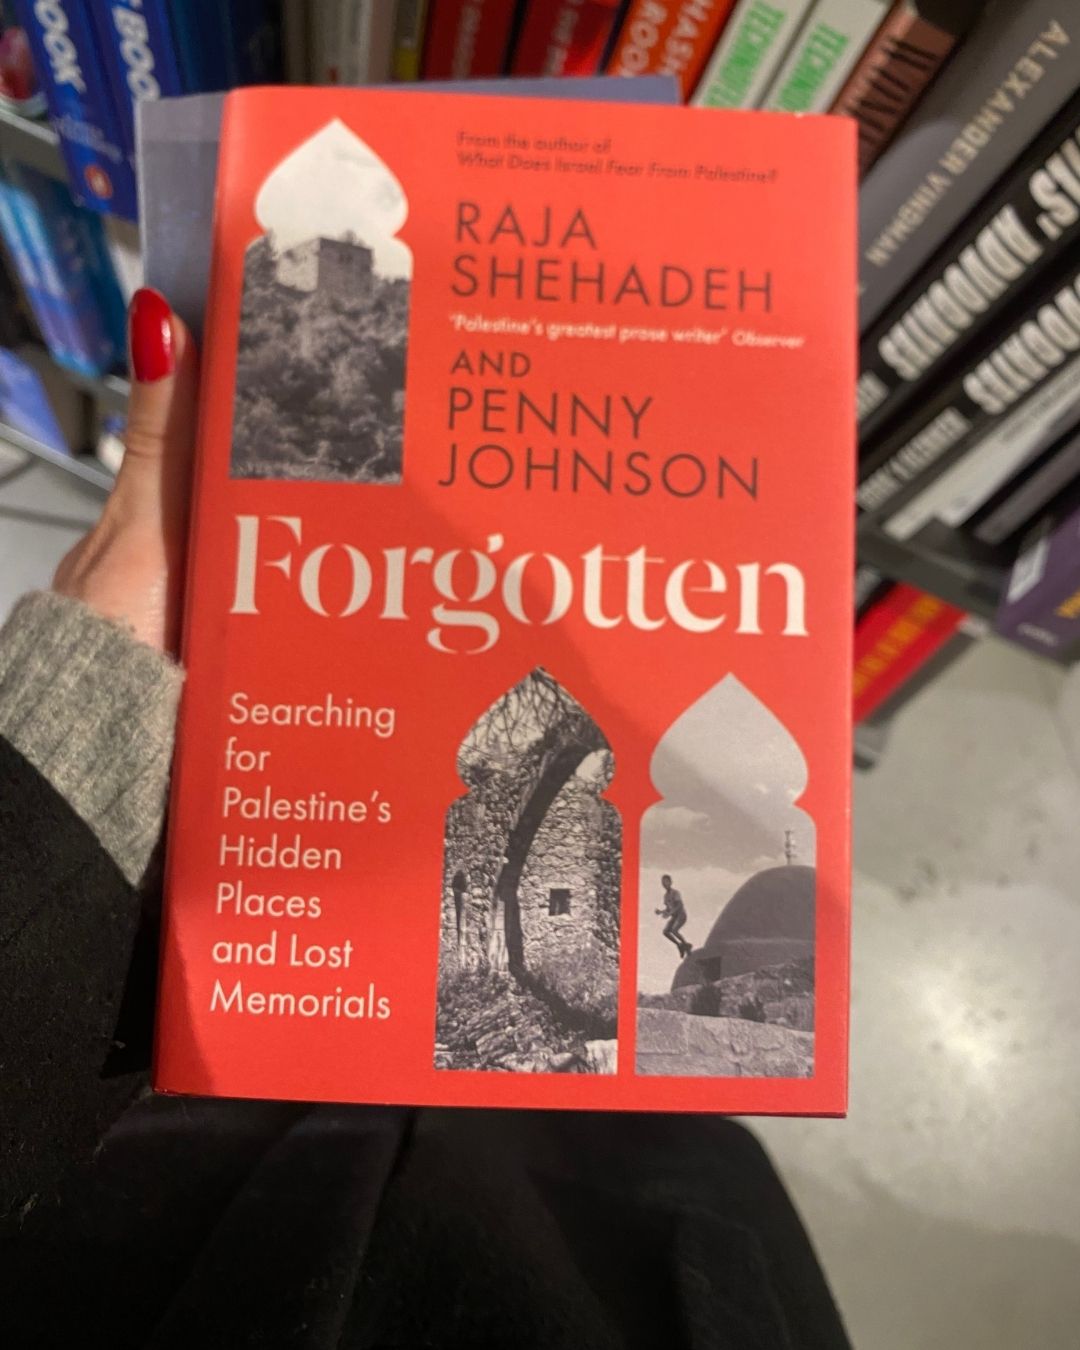 From the author of
What Does Israel Fear From Palestine?
RAJA
SHEHADEH
"Palestine's greatest prose writer" Observer
AND
PENNY
JOHNSON
Forgotten
Searching
for
Palestine's
Hidden
Places
and Lost
Memorials
ALEXANDER VINDMAN